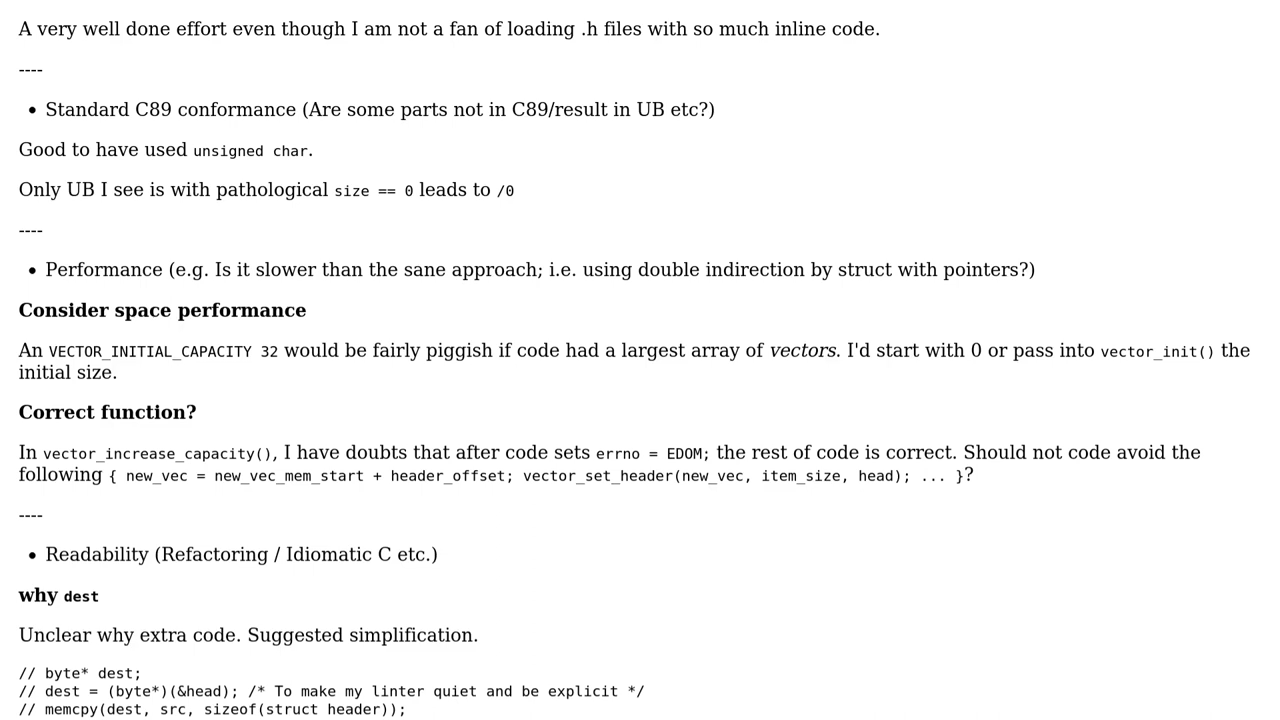 A very well done effort even though I am not a fan of loading .h files with so much inline code.
----
• Standard C89 conformance (Are some parts not in C89/result in UB etc?)
Good to have used unsigned char.
Only UB I see is with pathological size == 0 leads to /0
----
• Performance (e.g. Is it slower than the sane approach; i.e. using double indirection by struct with pointers?)
Consider space performance
An VECTOR_INITIAL_CAPACITY 32 would be fairly piggish if code had a largest array of vectors. I'd start with 0 or pass into vector_init() the
initial size.
Correct function?
In vector_increase_capacity(), I have doubts that after code sets errno = EDOM; the rest of code is correct. Should not code avoid the
following { new_vec = new_vec_mem_start + header_offset; vector_set_header(new_vec, item_size, head); ... }?
----
• Readability (Refactoring / Idiomatic C etc.)
why dest
Unclear why extra code. Suggested simplification.
// byte* dest;
// dest = (byte*)(&head); /* To make my linter quiet and be explicit */
// memcpy(dest, src, sizeof(struct header));